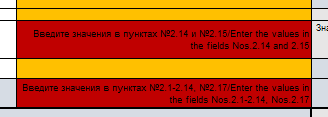 Введите значения в пунктах №2.14 и №2.15/Enter the values in
the fields Nos.2.14 and 2.15
Зна
Введите значения в пунктах №2.1-2.14, №2.17/Enter the values in
the fields Nos.2.1-2.14, Nos.2.17